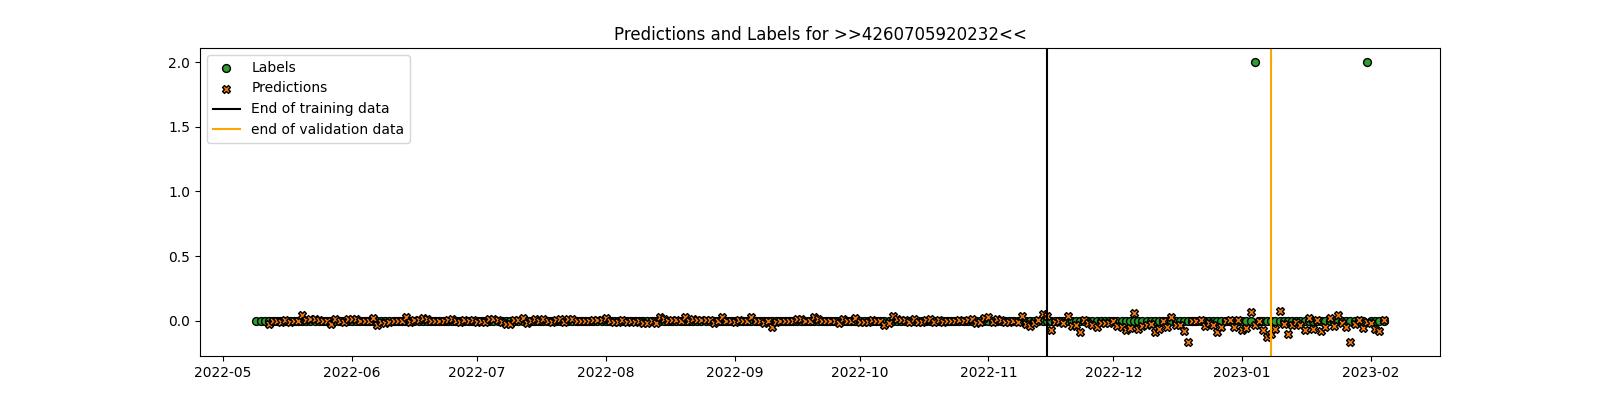 Predictions and Labels for >>4260705920232<<
Labels
Predictions
End of training data
end of validation data
2.0
1.5
1.0
0.5
0.0
2022-05 2022-06 2022-07 2022-08 2022-09 2022-10 2022-11 2022-12 2023-01 2023-02